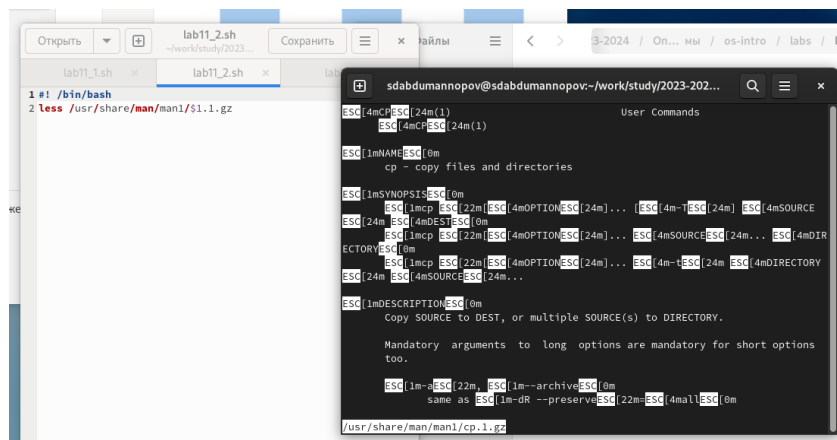 Открыть
lab11_2.sh
~/work/study/2023...
Сохранить
Файлы
3-2024 / Оп... мы / os-intro / labs /
lab11_1.sh
lab11_2.sh
lab
1 #! /bin/bash
2 less /usr/share/man/man1/$1.1.gz
же
sdabdumannopov@sdabdumannopov:~/work/study/2023-202...
ESC[4mCPESC[24m(1) User Commands
ESC[4mCPESC[24m(1)
ESC[1mNAMEESC[0m
cp - copy files and directories
ESC[1mSYNOPSISESC[0m
ESC[1mcp ESC[22m[ESC[4mOPTIONESC[24m]... [ESC[4m-TESC[24m] ESC[4mSOURCE
ESC[24m ESC[4mDESTESC[0m
ESC[1mcp ESC[22m[ESC[4mOPTIONESC[24m]... ESC[4mSOURCEESC[24m... ESC[4mDIR
ECTORYESC[0m
ESC[1mcp ESC[22m[ESC[4mOPTIONESC[24m]... ESC[4m-tESC[24m ESC[4mDIRECTORY
ESC[24m ESC[4mSOURCEESC[24m...
ESC[1mDESCRIPTIONESC[0m
Copy SOURCE to DEST, or multiple SOURCE(s) to DIRECTORY.
Mandatory arguments to long options are mandatory for short options
too.
ESC[1m-aESC[22m, ESC[1m--archiveESC[0m
same as ESC[1m-dR --preserveESC[22m=ESC[4mallESC[0m
/usr/share/man/man1/cp.1.gz